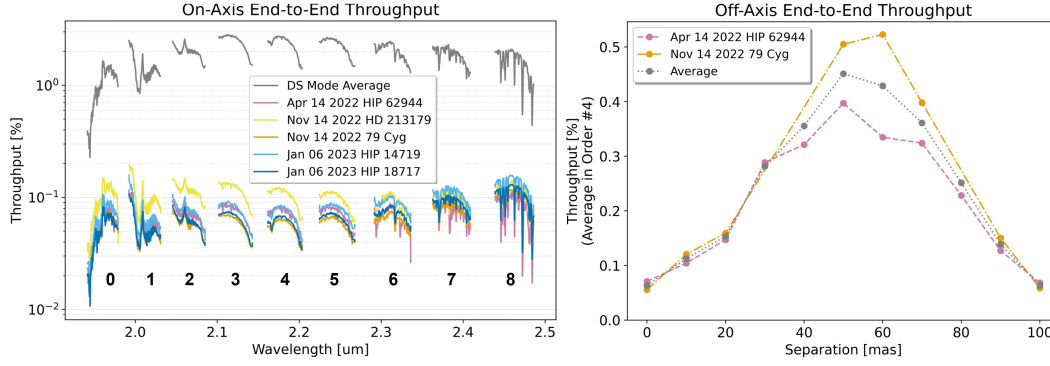 On-Axis End-to-End Throughput
Throughput [%]
10⁰
10⁻¹
10⁻²
DS Mode Average
Apr 14 2022 HIP 62944
Nov 14 2022 HD 213179
Nov 14 2022 79 Cyg
Jan 06 2023 HIP 14719
Jan 06 2023 HIP 18717
0 1 2 3 4 5 6 7 8
2.0 2.1 2.2 2.3 2.4 2.5
Wavelength [um]
Off-Axis End-to-End Throughput
Throughput [%]
(Average in Order #4)
Apr 14 2022 HIP 62944
Nov 14 2022 79 Cyg
Average
0.5
0.4
0.3
0.2
0.1
0.0
0 20 40 60 80 100
Separation [mas]